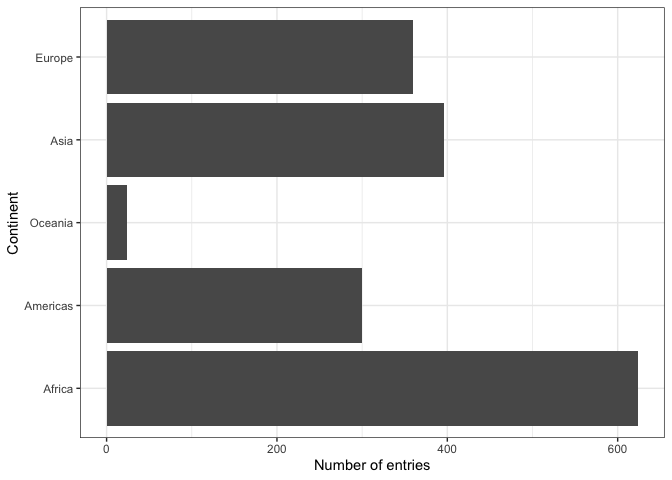 Europe
Asia
Oceania
Americas
Africa
Continent
0 200 400 600
Number of entries